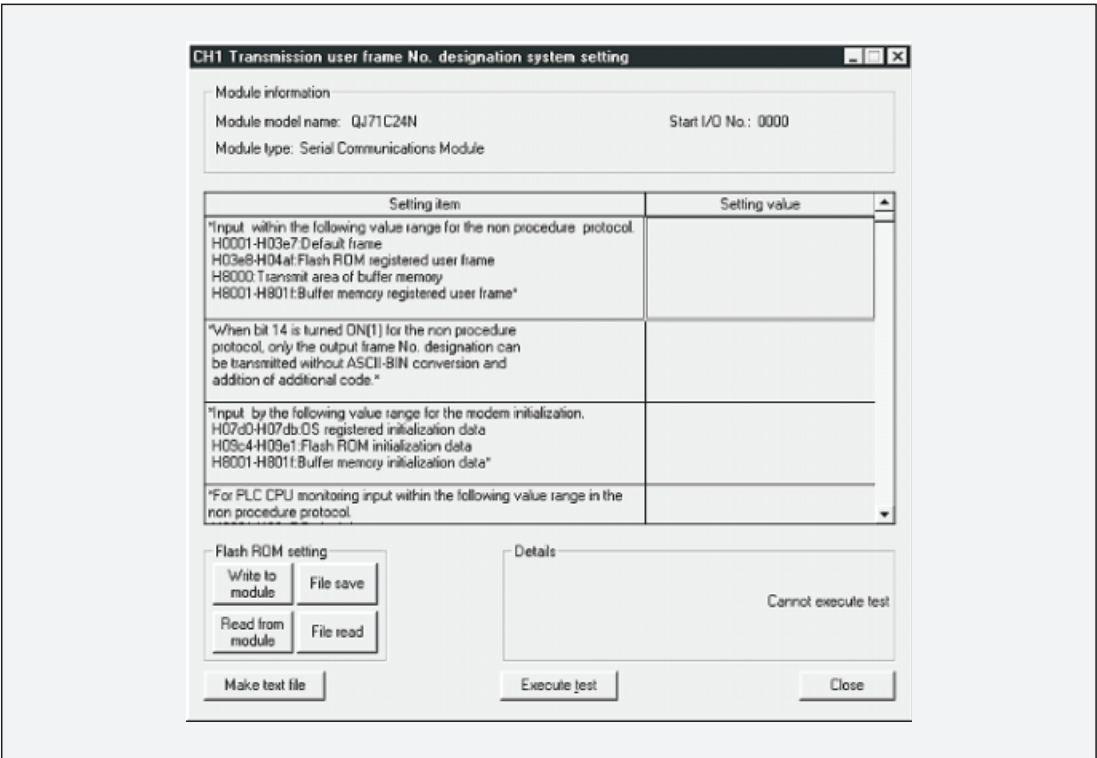 CH1 Transmission user frame No. designation system setting
Module information
Module model name: QJ71C24N
Start I/O No.: 0000
Module type: Serial Communications Module
Setting item
Setting value
"Input within the following value range for the non procedure protocol.
H0001-H03e7:Default frame
H03e8-H04af:Flash ROM registered user frame
H8000:Transmit area of buffer memory
H8001-H801f:Buffer memory registered user frame"
"When bit 14 is turned ON(1) for the non procedure
protocol, only the output frame No. designation can
be transmitted without ASCII-BIN conversion and
addition of additional code."
"Input by the following value range for the modem initialization.
H07d0-H07db:OS registered initialization data
H09c4-H09e1:Flash ROM initialization data
H8001-H801f:Buffer memory initialization data"
"For PLC CPU monitoring input within the following value range in the
non procedure protocol.
Flash ROM setting
Write to
module
File save
Read from
module
File read
Details
Cannot execute test
Make text file
Execute test
Close